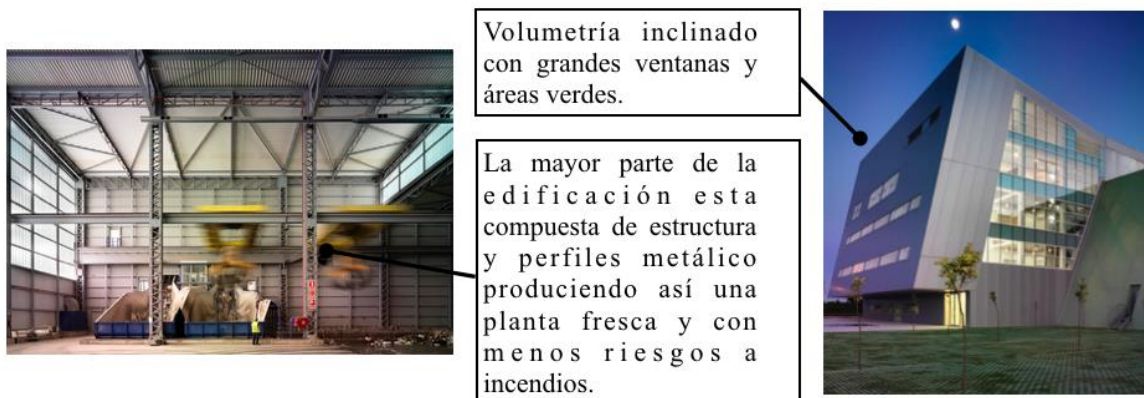 Volumetría inclinado
con grandes ventanas y
áreas verdes.
La mayor parte de la
edificación esta
compuesta de estructura
y perfiles metálico
produciendo así una
planta fresca y con
menos riesgos a
incendios.